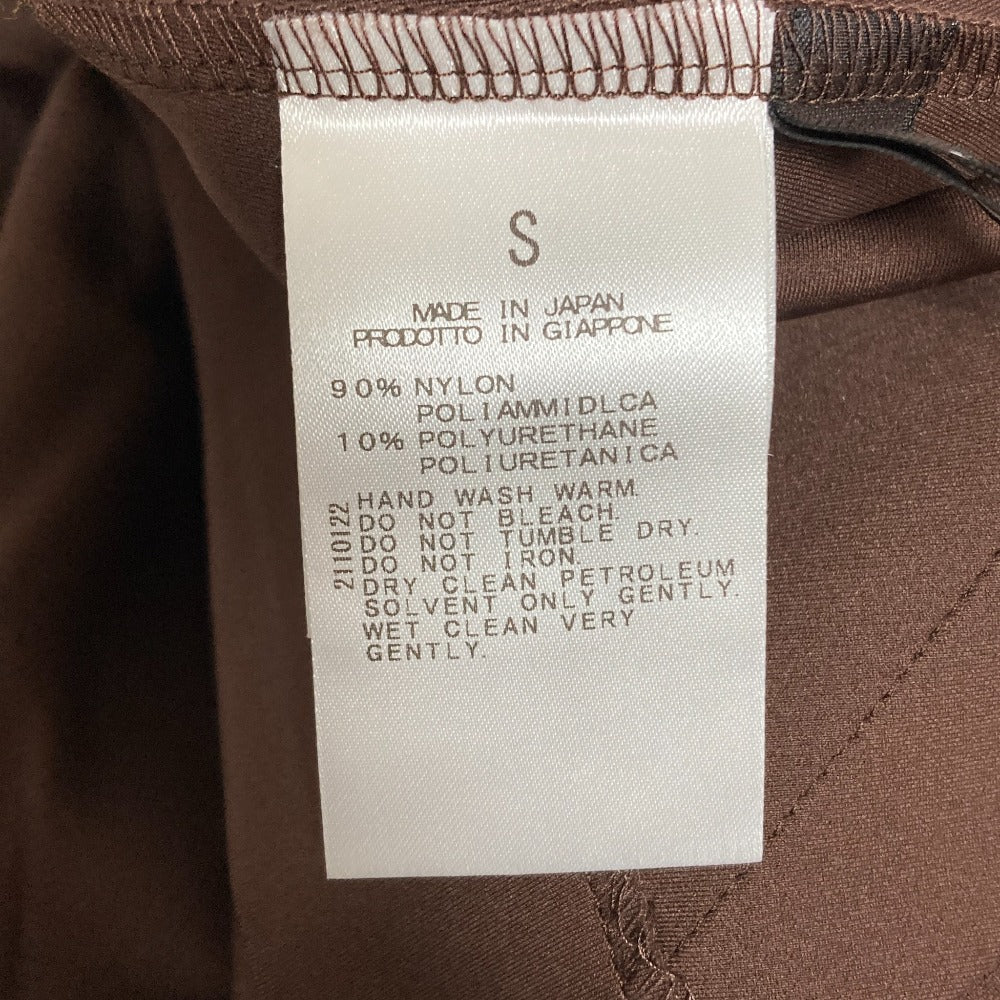 S
MADE IN JAPAN
PRODOTTO IN GIAPPONE
90% NYLON
POLIAMMIDLCA
10% POLYURETHANE
POLIURETANICA
HAND WASH WARM.
DO NOT BLEACH.
DO NOT TUMBLE DRY.
DO NOT IRON.
DRY CLEAN PETROLEUM
SOLVENT ONLY GENTLY.
WET CLEAN VERY
GENTLY.
2110122